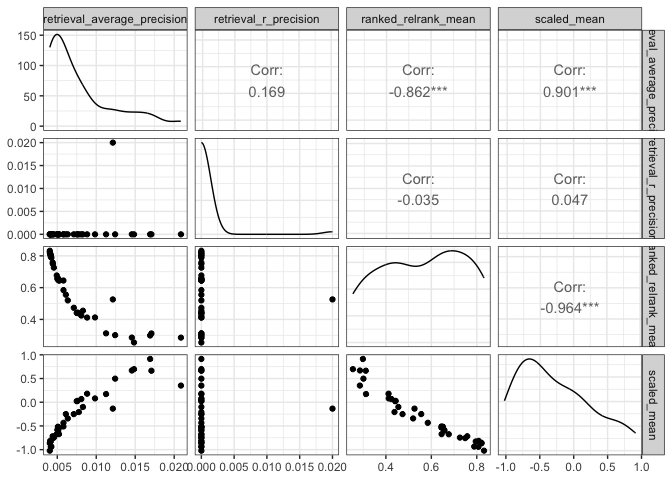 retrieval_average_precision
retrieval_r_precision
ranked_relrank_mean
scaled_mean
150
100
50
0
Corr:
0.169
Corr:
-0.862***
Corr:
0.901***
eval_average_preci
0.020
0.015
0.010
0.005
0.000
Corr:
-0.035
Corr:
0.047
etrieval_r_precisio
0.8
0.6
0.4
Corr:
-0.964***
anked_relrank_mea
1.0
0.5
0.0
-0.5
-1.0
scaled_mean
0.005
0.010
0.015
0.020
0.000
0.005
0.010
0.015
0.020
0.4
0.6
0.8
-1.0
-0.5
0.0
0.5
1.0